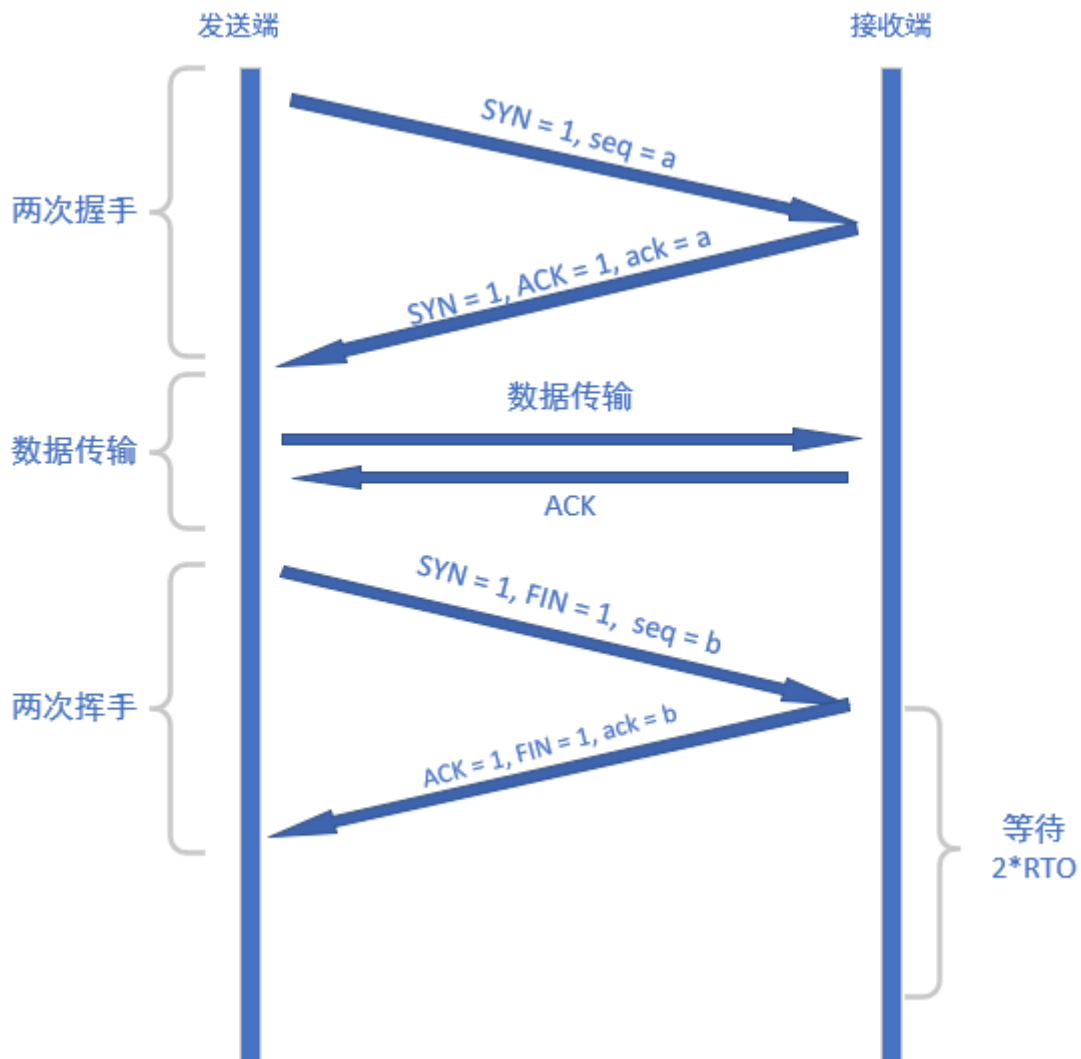 发送端
接收端
SYN = 1, seq = a
两次握手
SYN = 1, ACK = 1, ack = a
数据传输
数据传输
ACK
SYN = 1, FIN = 1, seq = b
两次挥手
ACK = 1, FIN = 1, ack = b
等待
2*RTO